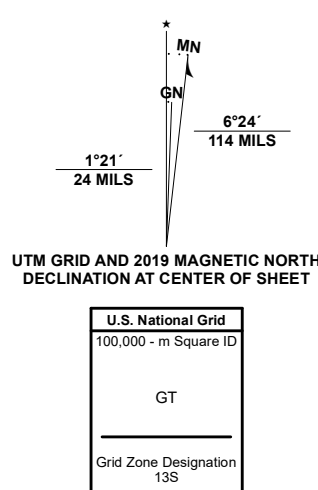 ★
MN
GN
6°24´
114 MILS
1°21´
24 MILS
UTM GRID AND 2019 MAGNETIC NORTH
DECLINATION AT CENTER OF SHEET
U.S. National Grid
100,000 - m Square ID
GT
Grid Zone Designation
13S